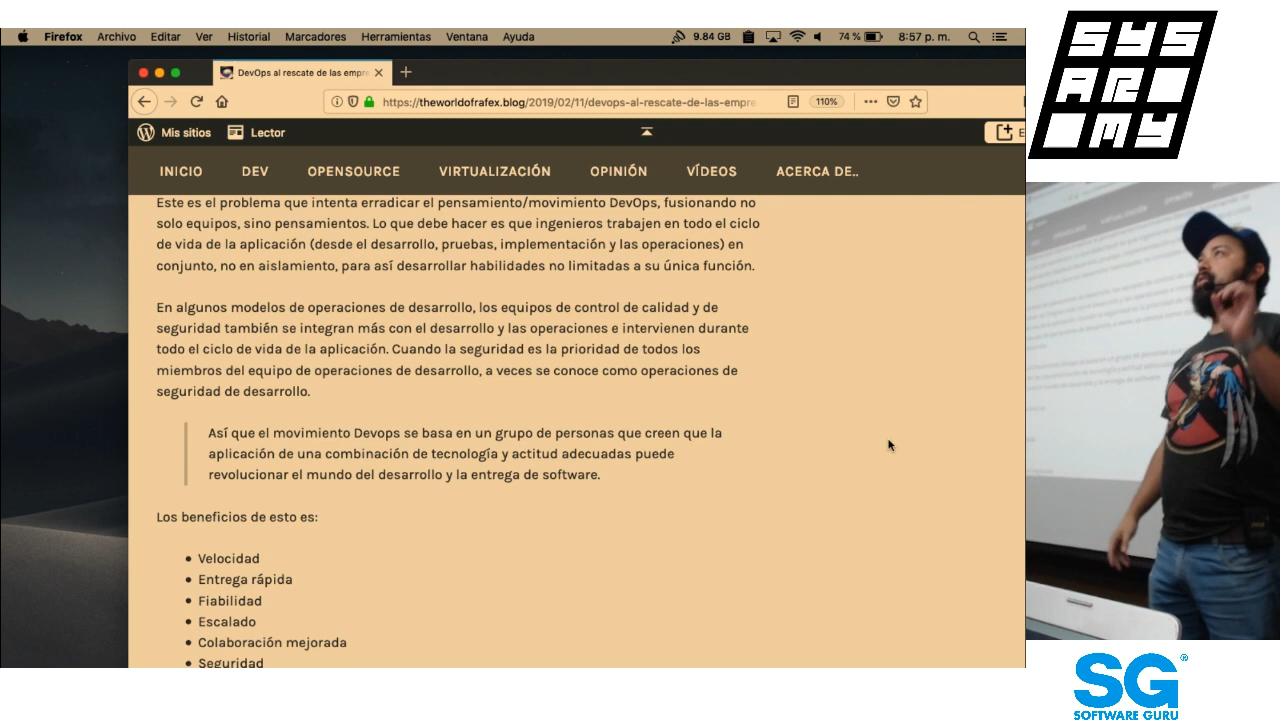 Firefox Archivo Editar Ver Historial Marcadores Herramientas Ventana Ayuda 9.84 GB 74 % 8:57 p. m.
DevOps al rescate de las empre
https://theworldofrafex.blog/2019/02/11/devops-al-rescate-de-las-empre 110%
Mis sitios Lector E
INICIO DEV OPENSOURCE VIRTUALIZACIÓN OPINIÓN VÍDEOS ACERCA DE..
Este es el problema que intenta erradicar el pensamiento/movimiento DevOps, fusionando no
solo equipos, sino pensamientos. Lo que debe hacer es que ingenieros trabajen en todo el ciclo
de vida de la aplicación (desde el desarrollo, pruebas, implementación y las operaciones) en
conjunto, no en aislamiento, para así desarrollar habilidades no limitadas a su única función.
En algunos modelos de operaciones de desarrollo, los equipos de control de calidad y de
seguridad también se integran más con el desarrollo y las operaciones e intervienen durante
todo el ciclo de vida de la aplicación. Cuando la seguridad es la prioridad de todos los
miembros del equipo de operaciones de desarrollo, a veces se conoce como operaciones de
seguridad de desarrollo.
Así que el movimiento Devops se basa en un grupo de personas que creen que la
aplicación de una combinación de tecnología y actitud adecuadas puede
revolucionar el mundo del desarrollo y la entrega de software.
Los beneficios de esto es:
Velocidad
Entrega rápida
Fiabilidad
Escalado
Colaboración mejorada
Seguridad
SYS
AR
MY
SG®
SOFTWARE GURU